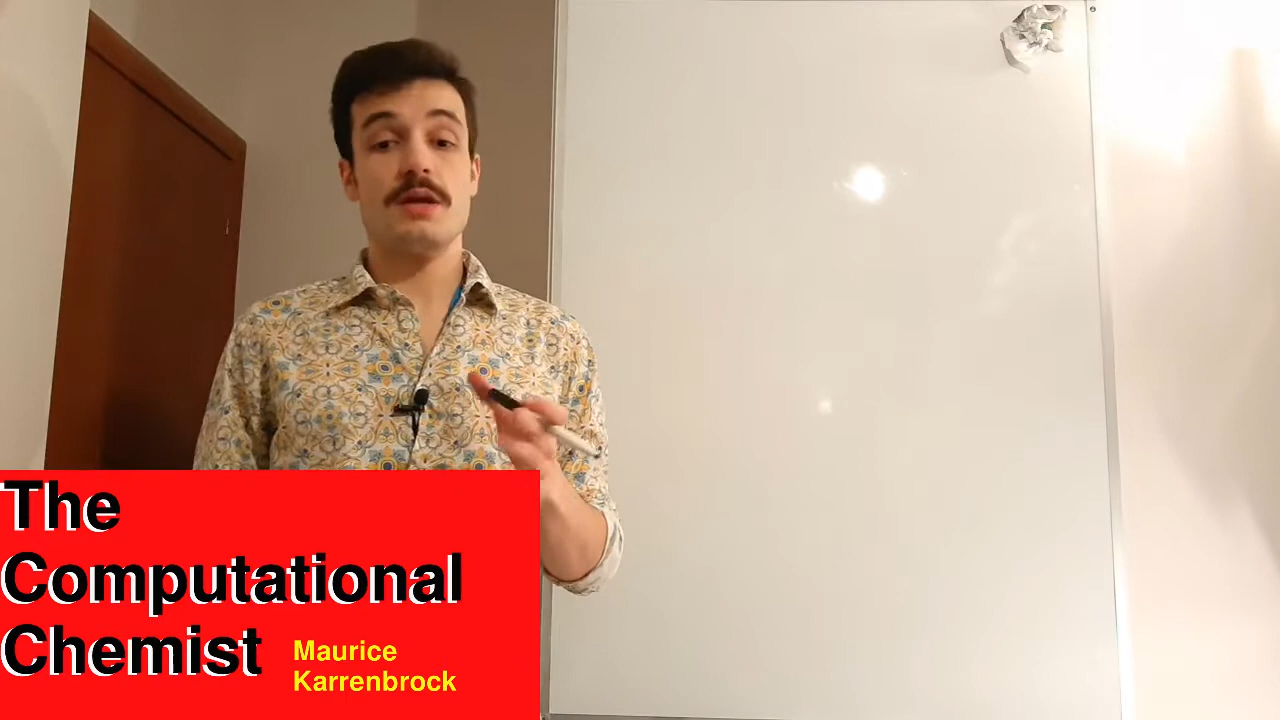 The
Computational
Chemist
Maurice
Karrenbrock